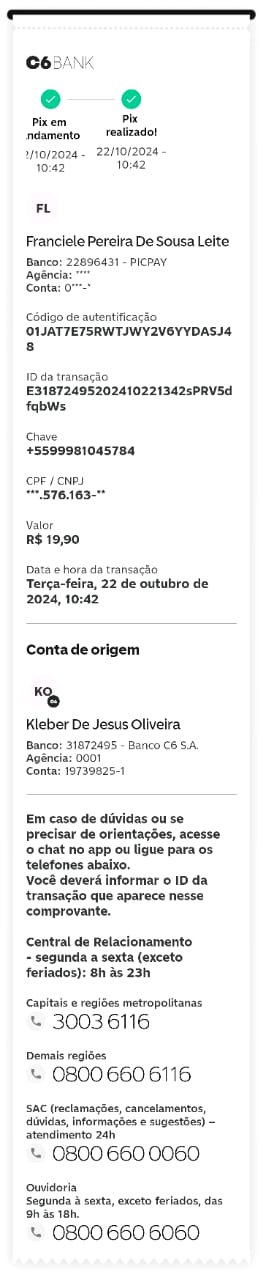 C6BANK
Pix em
ndamento
Pix
realizado!
2/10/2024 -
10:42
22/10/2024 -
10:42
FL
Franciele Pereira De Sousa Leite
Banco: 22896431 - PICPAY
Agência: ****
Conta: 0***-*
Código de autentificação
01JAT7E75RWTJWY2V6YYDASJ4
8
ID da transação
E31872495202410221342sPRV5d
fqbWs
Chave
+5599981045784
CPF / CNPJ
***.576.163-**
Valor
R$ 19,90
Data e hora da transação
Terça-feira, 22 de outubro de
2024, 10:42
Conta de origem
KO
C6
Kleber De Jesus Oliveira
Banco: 31872495 - Banco C6 S.A.
Agência: 0001
Conta: 19739825-1
Em caso de dúvidas ou se
precisar de orientações, acesse
o chat no app ou ligue para os
telefones abaixo.
Você deverá informar o ID da
transação que aparece nesse
comprovante.
Central de Relacionamento
- segunda a sexta (exceto
feriados): 8h às 23h
Capitais e regiões metropolitanas
3003 6116
Demais regiões
0800 660 6116
SAC (reclamações, cancelamentos,
dúvidas, informações e sugestões) –
atendimento 24h
0800 660 0060
Ouvidoria
Segunda à sexta, exceto feriados, das
9h às 18h.
0800 660 6060